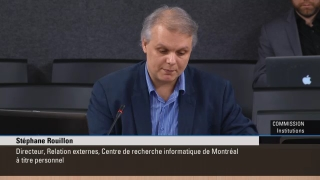 COMMISSION
Institutions
Stéphane Rouillon
Directeur, Relation externes, Centre de recherche informatique de Montréal
à titre personnel